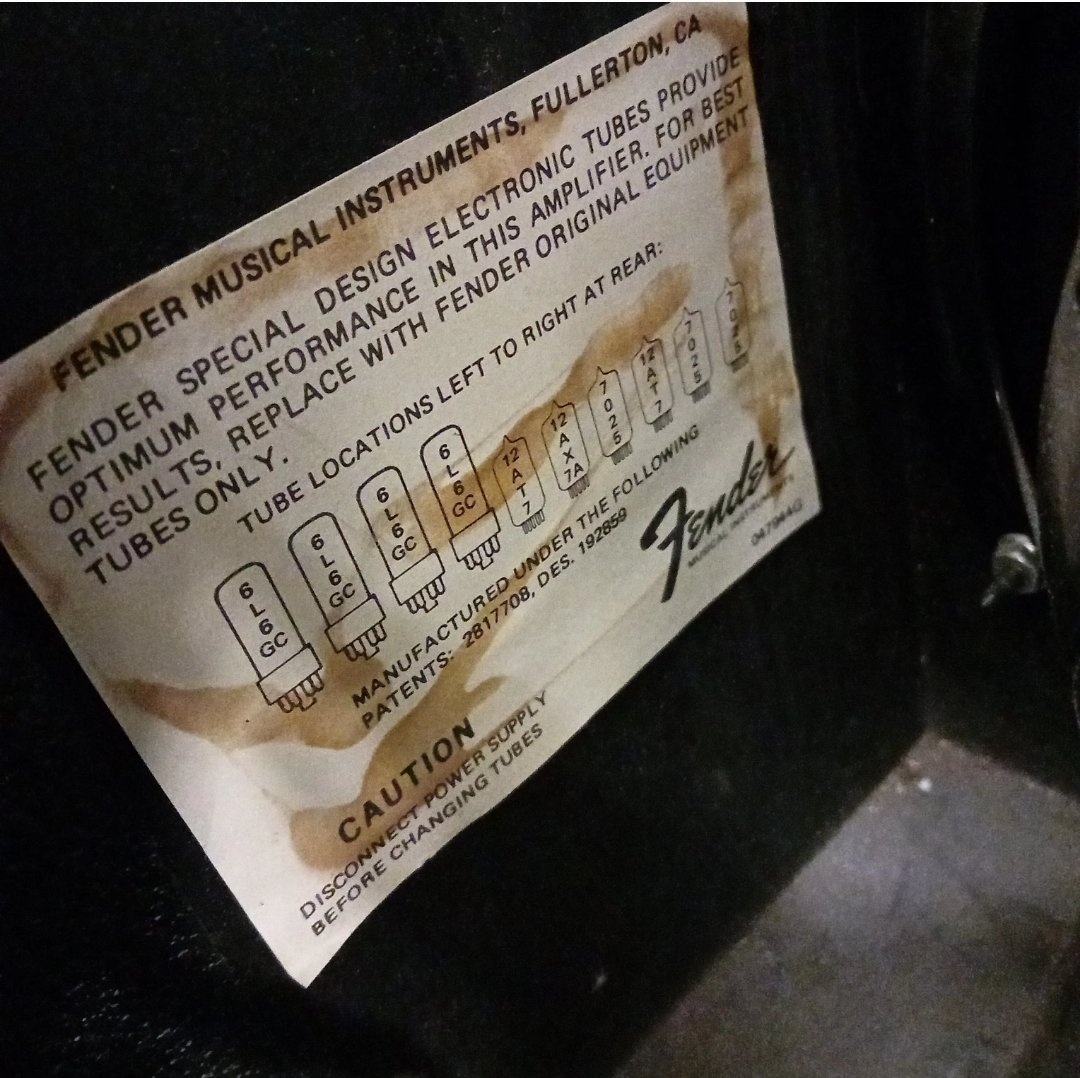 FENDER MUSICAL INSTRUMENTS, FULLERTON, CA
FENDER SPECIAL DESIGN ELECTRONIC TUBES PROVIDE
OPTIMUM PERFORMANCE IN THIS AMPLIFIER. FOR BEST
RESULTS, REPLACE WITH FENDER ORIGINAL EQUIPMENT
TUBES ONLY.
TUBE LOCATIONS LEFT TO RIGHT AT REAR:
6L6GC 6L6GC 6L6GC 6L6GC 12AT7 12AX7A 7025 12AT7 7025 7025
MANUFACTURED UNDER THE FOLLOWING
PATENTS: 2817708, DES. 192859
Fender
MUSICAL INSTRUMENTS
CAUTION
DISCONNECT POWER SUPPLY
BEFORE CHANGING TUBES